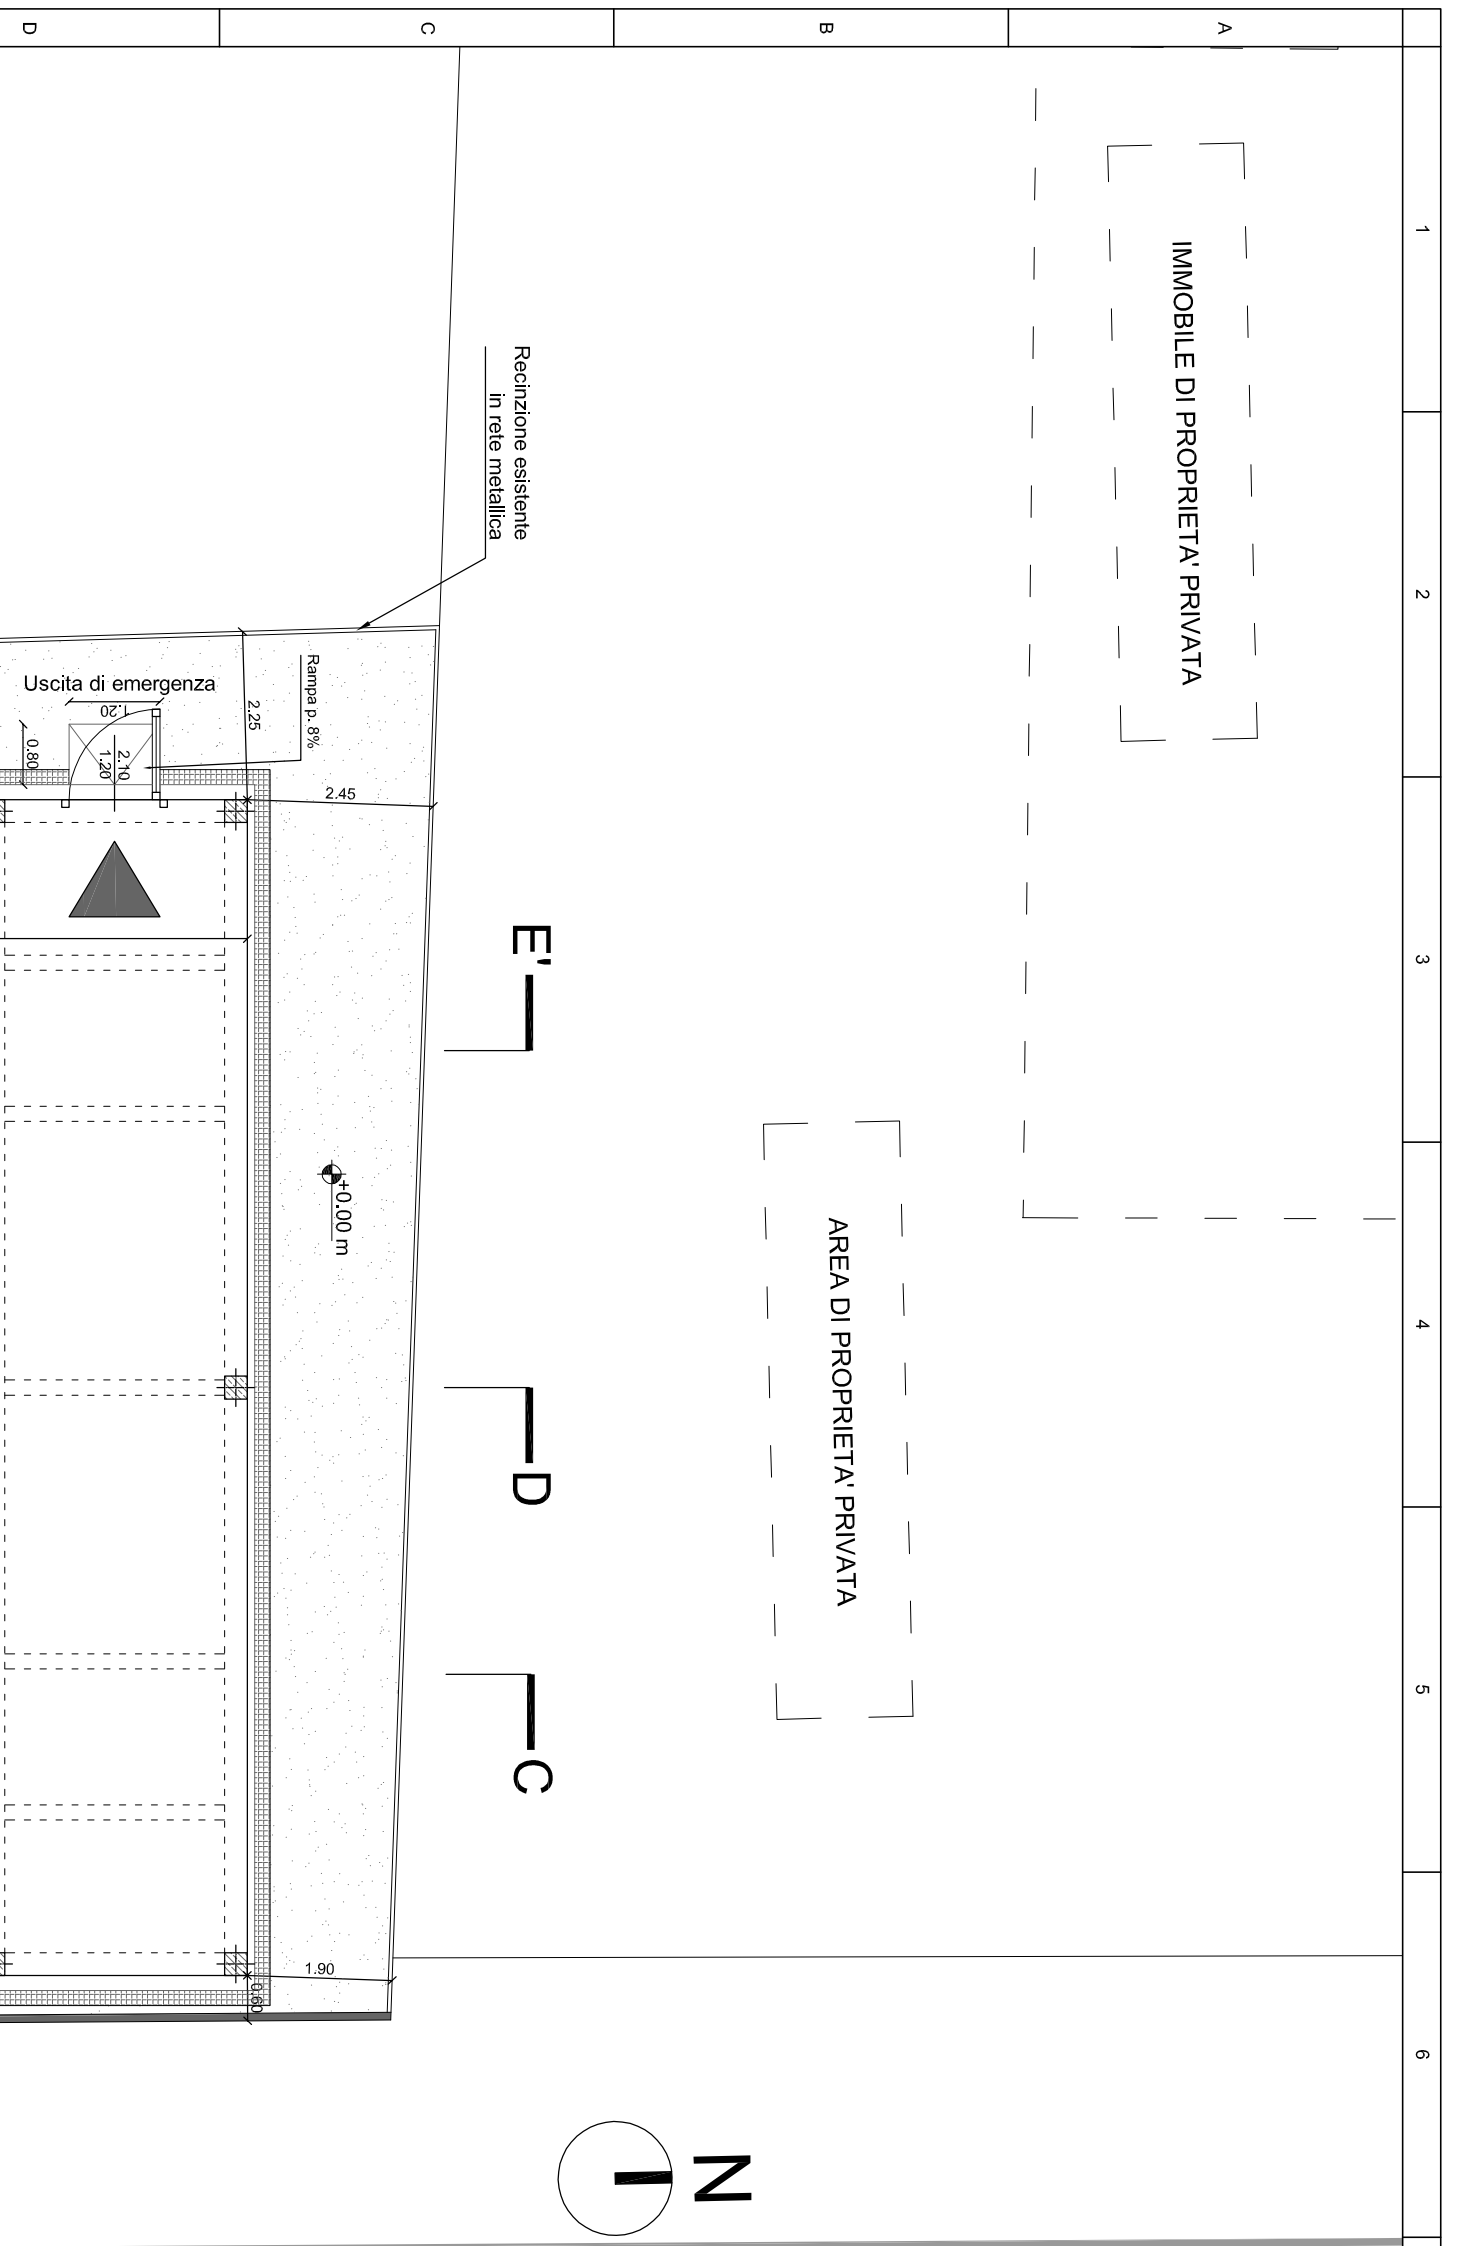 D
C
B
A
1
2
3
4
5
6
IMMOBILE DI PROPRIETA' PRIVATA
Recinzione esistente
in rete metallica
Uscita di emergenza
1.20
Rampa p. 8%
2.25
0.80
2.10
1.20
2.45
E'
+0.00 m
AREA DI PROPRIETA' PRIVATA
D
C
1.90
0.60
N